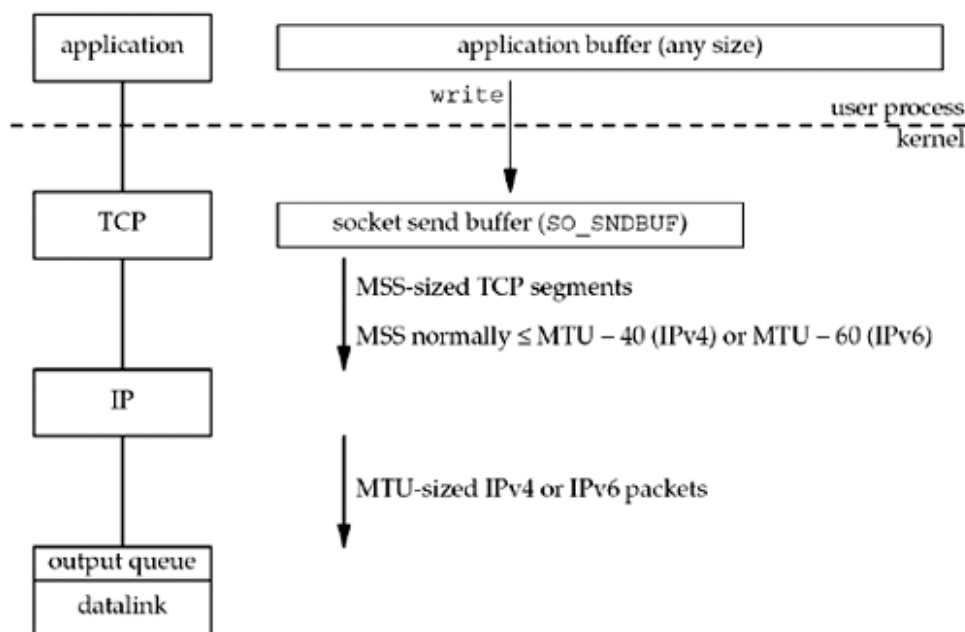 application
application buffer (any size)
write
user process
kernel
TCP
socket send buffer (SO_SNDBUF)
MSS-sized TCP segments
MSS normally ≤ MTU – 40 (IPv4) or MTU – 60 (IPv6)
IP
MTU-sized IPv4 or IPv6 packets
output queue
datalink